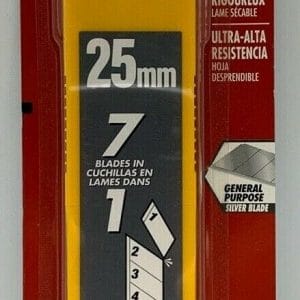 RIGOUREUX
LAME SÉCABLE
ULTRA-ALTA
RESISTENCIA
HOJA
DESPRENDIBLE
25mm
7
BLADES IN
CUCHILLAS EN
LAMES DANS
1
1
2
3
4
GENERAL
PURPOSE
SILVER BLADE